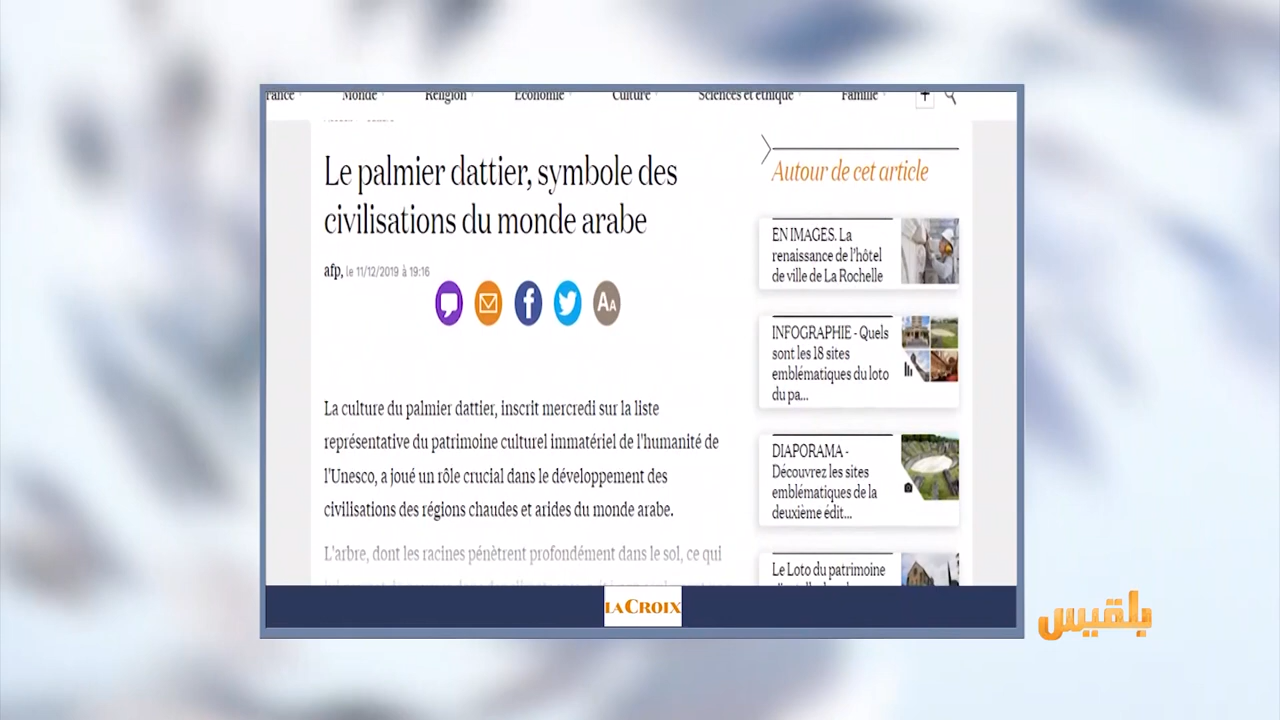 rance Monde Religion Économie Culture Sciences et éthique Famille +
Le palmier dattier, symbole des
civilisations du monde arabe
afp, le 11/12/2019 à 19:16
AA
La culture du palmier dattier, inscrit mercredi sur la liste
représentative du patrimoine culturel immatériel de l'humanité de
l'Unesco, a joué un rôle crucial dans le développement des
civilisations des régions chaudes et arides du monde arabe.
L'arbre, dont les racines pénètrent profondément dans le sol, ce qui
Autour de cet article
EN IMAGES. La
renaissance de l'hôtel
de ville de La Rochelle
INFOGRAPHIE - Quels
sont les 18 sites
emblématiques du loto
du pa...
DIAPORAMA -
Découvrez les sites
emblématiques de la
deuxième édit...
Le Loto du patrimoine
LACROIX
بلقيس